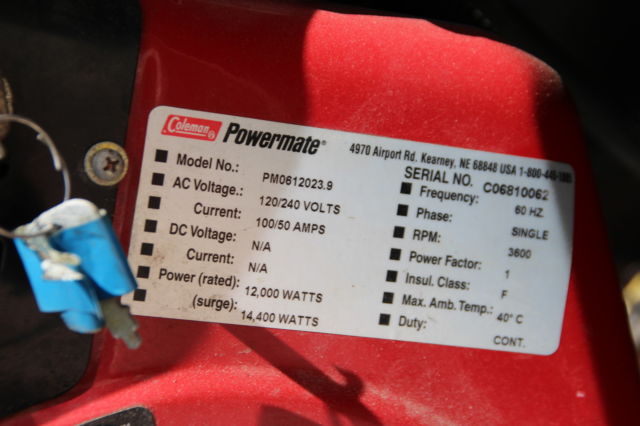 Coleman® Powermate® 4970 Airport Rd. Kearney, NE 68848 USA
SERIAL NO. C06810062
Model No.: PM0612023.9
AC Voltage.: 120/240 VOLTS
Current: 100/50 AMPS
DC Voltage: N/A
Current: N/A
Power (rated): 12,000 WATTS
(surge): 14,400 WATTS
Frequency: 60 HZ.
Phase: SINGLE
RPM: 3600
Power Factor: 1
Insul. Class: F
Max. Amb. Temp.: 40° C
Duty: CONT.